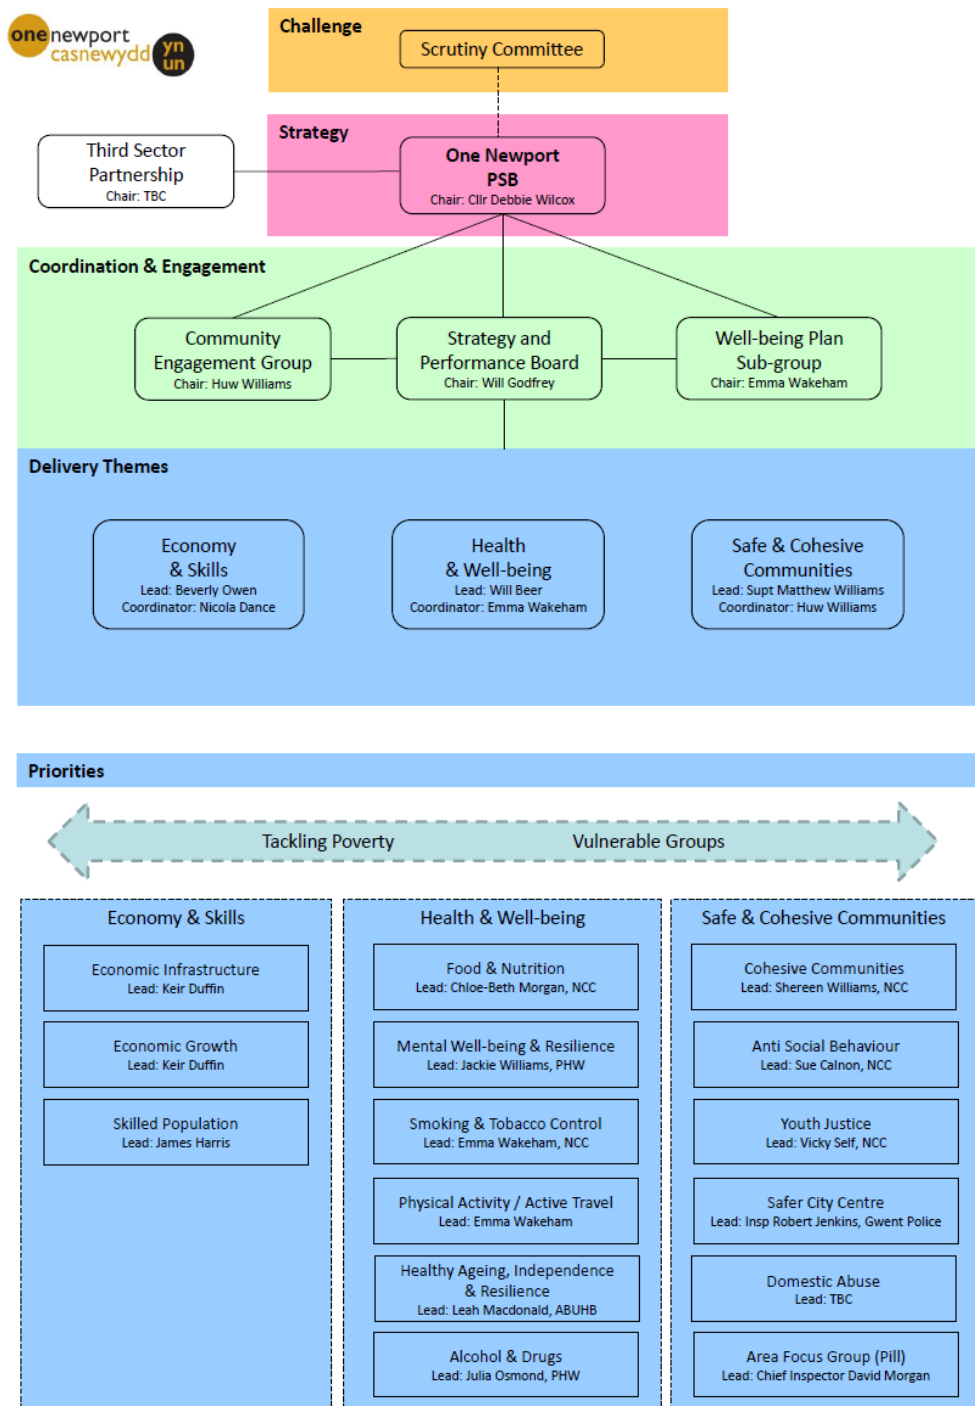 onenewport
casnewydd yn
un
Challenge
Scrutiny Committee
Strategy
Third Sector
Partnership
Chair: TBC
One Newport
PSB
Chair: Cllr Debbie Wilcox
Coordination & Engagement
Community
Engagement Group
Chair: Huw Williams
Strategy and
Performance Board
Chair: Will Godfrey
Well-being Plan
Sub-group
Chair: Emma Wakeham
Delivery Themes
Economy
& Skills
Lead: Beverly Owen
Coordinator: Nicola Dance
Health
& Well-being
Lead: Will Beer
Coordinator: Emma Wakeham
Safe & Cohesive
Communities
Lead: Supt Matthew Williams
Coordinator: Huw Williams
Priorities
Tackling Poverty
Vulnerable Groups
Economy & Skills
Economic Infrastructure
Lead: Keir Duffin
Economic Growth
Lead: Keir Duffin
Skilled Population
Lead: James Harris
Health & Well-being
Food & Nutrition
Lead: Chloe-Beth Morgan, NCC
Mental Well-being & Resilience
Lead: Jackie Williams, PHW
Smoking & Tobacco Control
Lead: Emma Wakeham, NCC
Physical Activity / Active Travel
Lead: Emma Wakeham
Healthy Ageing, Independence
& Resilience
Lead: Leah Macdonald, ABUHB
Alcohol & Drugs
Lead: Julia Osmond, PHW
Safe & Cohesive Communities
Cohesive Communities
Lead: Shereen Williams, NCC
Anti Social Behaviour
Lead: Sue Calnon, NCC
Youth Justice
Lead: Vicky Self, NCC
Safer City Centre
Lead: Insp Robert Jenkins, Gwent Police
Domestic Abuse
Lead: TBC
Area Focus Group (Pill)
Lead: Chief Inspector David Morgan